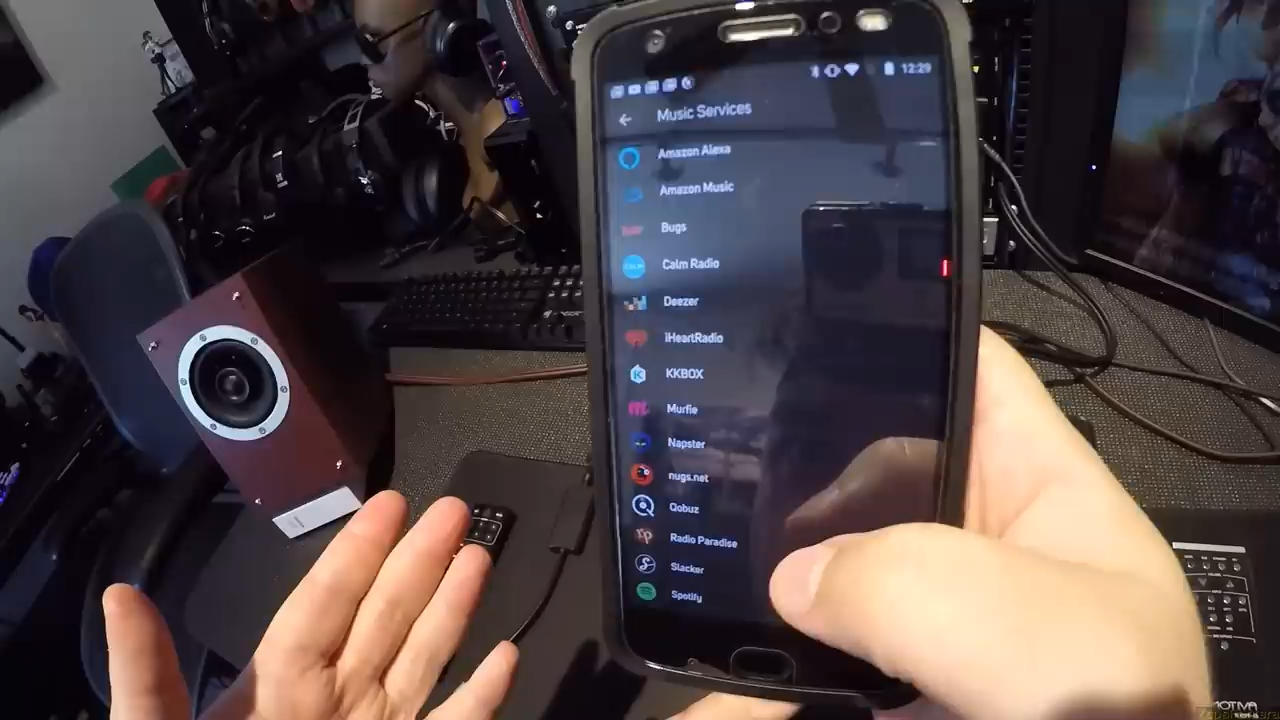 12:29
Music Services
Amazon Alexa
Amazon Music
Bugs
Calm Radio
Deezer
iHeartRadio
KKBOX
Murfie
Napster
nugs.net
Qobuz
Radio Paradise
Slacker
Spotify